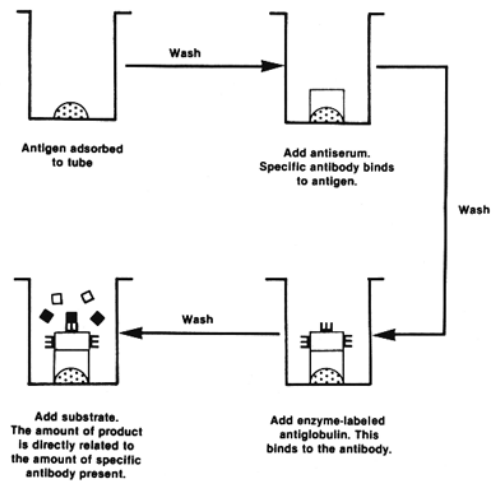 Wash
Antigen adsorbed
to tube
Add antiserum.
Specific antibody binds
to antigen.
Wash
Wash
Add enzyme-labeled
antiglobulin. This
binds to the antibody.
Add substrate.
The amount of product
is directly related to
the amount of specific
antibody present.